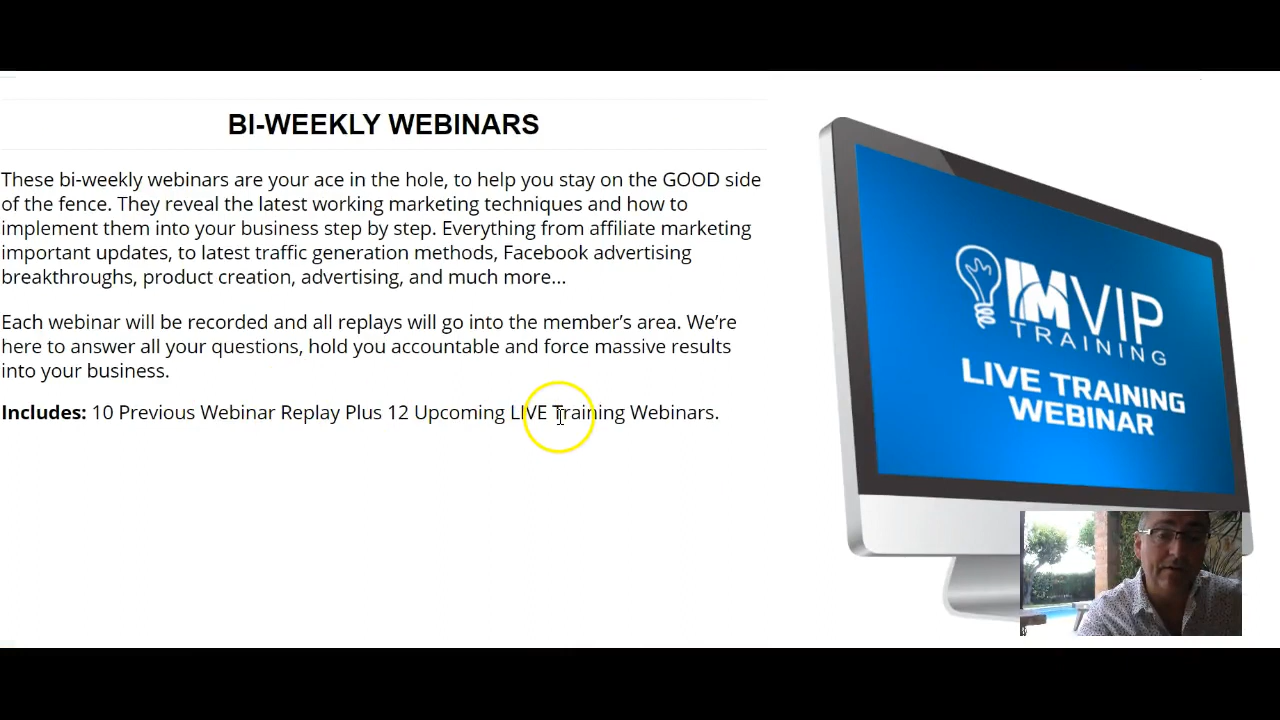 BI-WEEKLY WEBINARS
These bi-weekly webinars are your ace in the hole, to help you stay on the GOOD side
of the fence. They reveal the latest working marketing techniques and how to
implement them into your business step by step. Everything from affiliate marketing
important updates, to latest traffic generation methods, Facebook advertising
breakthroughs, product creation, advertising, and much more...
Each webinar will be recorded and all replays will go into the member’s area. We’re
here to answer all your questions, hold you accountable and force massive results
into your business.
Includes: 10 Previous Webinar Replay Plus 12 Upcoming LIVE Training Webinars.
IMVIP
TRAINING
LIVE TRAINING
WEBINAR